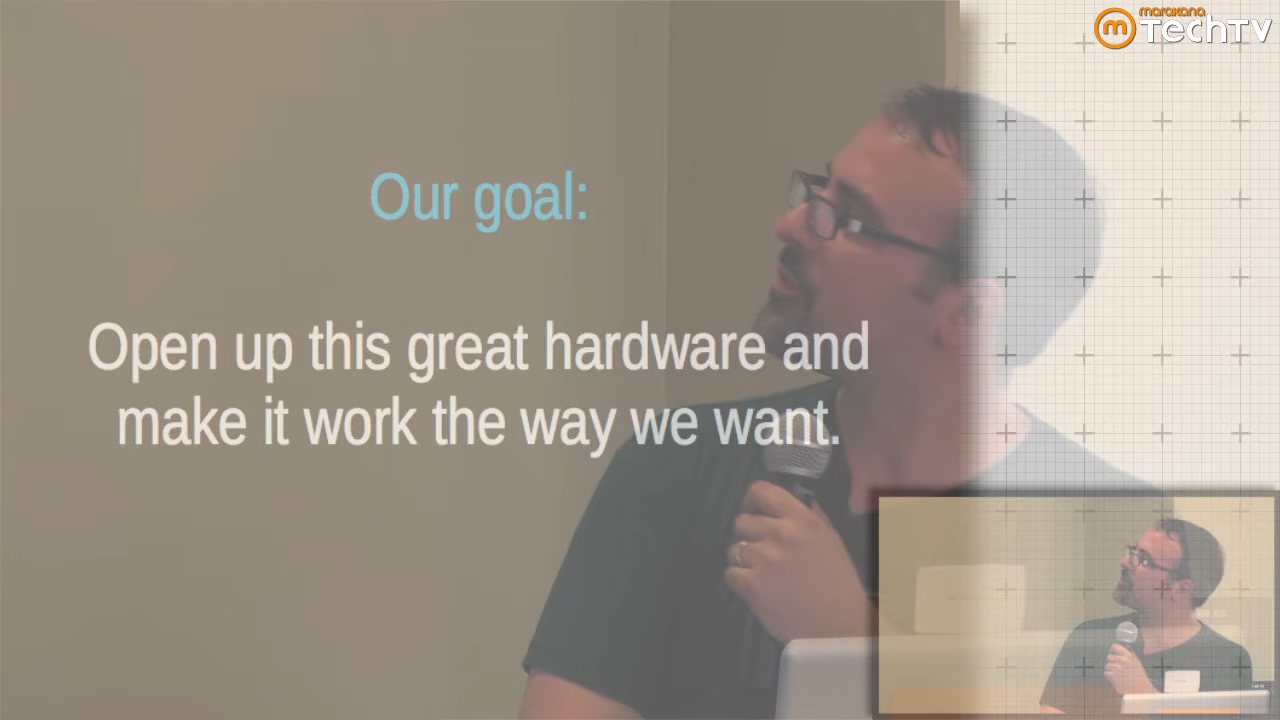 marakana
TechTV
Our goal:
Open up this great hardware and
make it work the way we want.